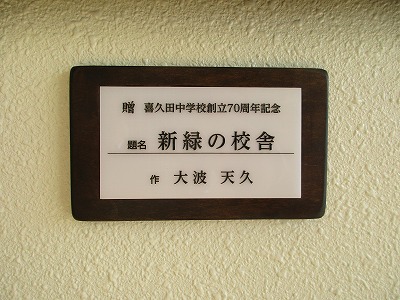 贈 喜久田中学校創立70周年記念
題名 新緑の校舎
作 大波 天久